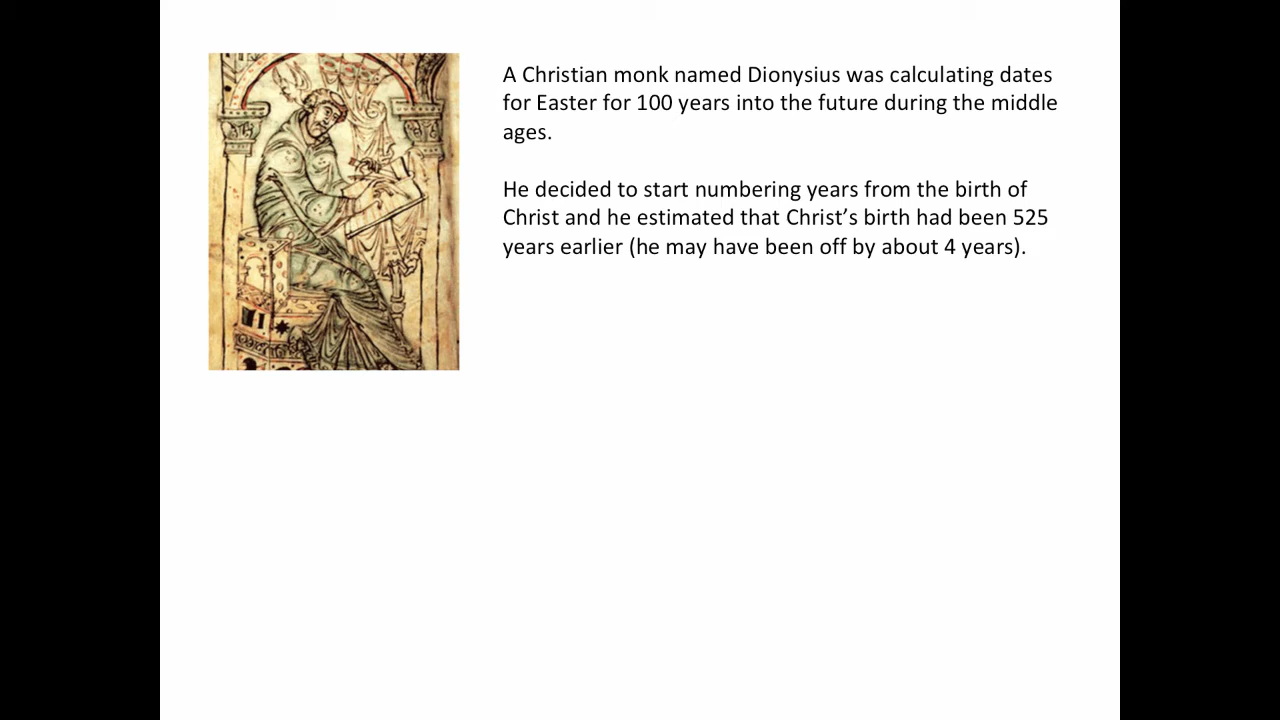 A Christian monk named Dionysius was calculating dates
for Easter for 100 years into the future during the middle
ages.
He decided to start numbering years from the birth of
Christ and he estimated that Christ’s birth had been 525
years earlier (he may have been off by about 4 years).